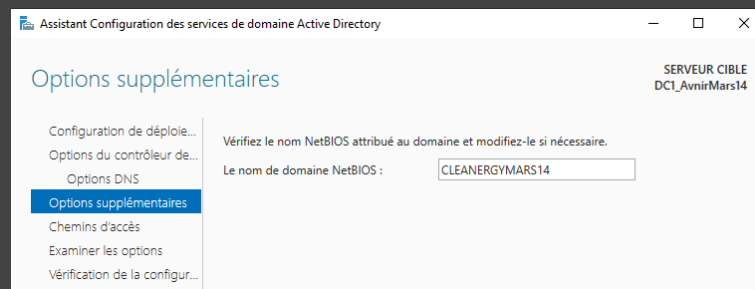 Assistant Configuration des services de domaine Active Directory
Options supplémentaires
SERVEUR CIBLE
DC1_AvnirMars14
Configuration de déploie...
Options du contrôleur de...
Options DNS
Options supplémentaires
Chemins d'accès
Examiner les options
Vérification de la configur...
Vérifiez le nom NetBIOS attribué au domaine et modifiez-le si nécessaire.
Le nom de domaine NetBIOS : CLEANERGYMARS14